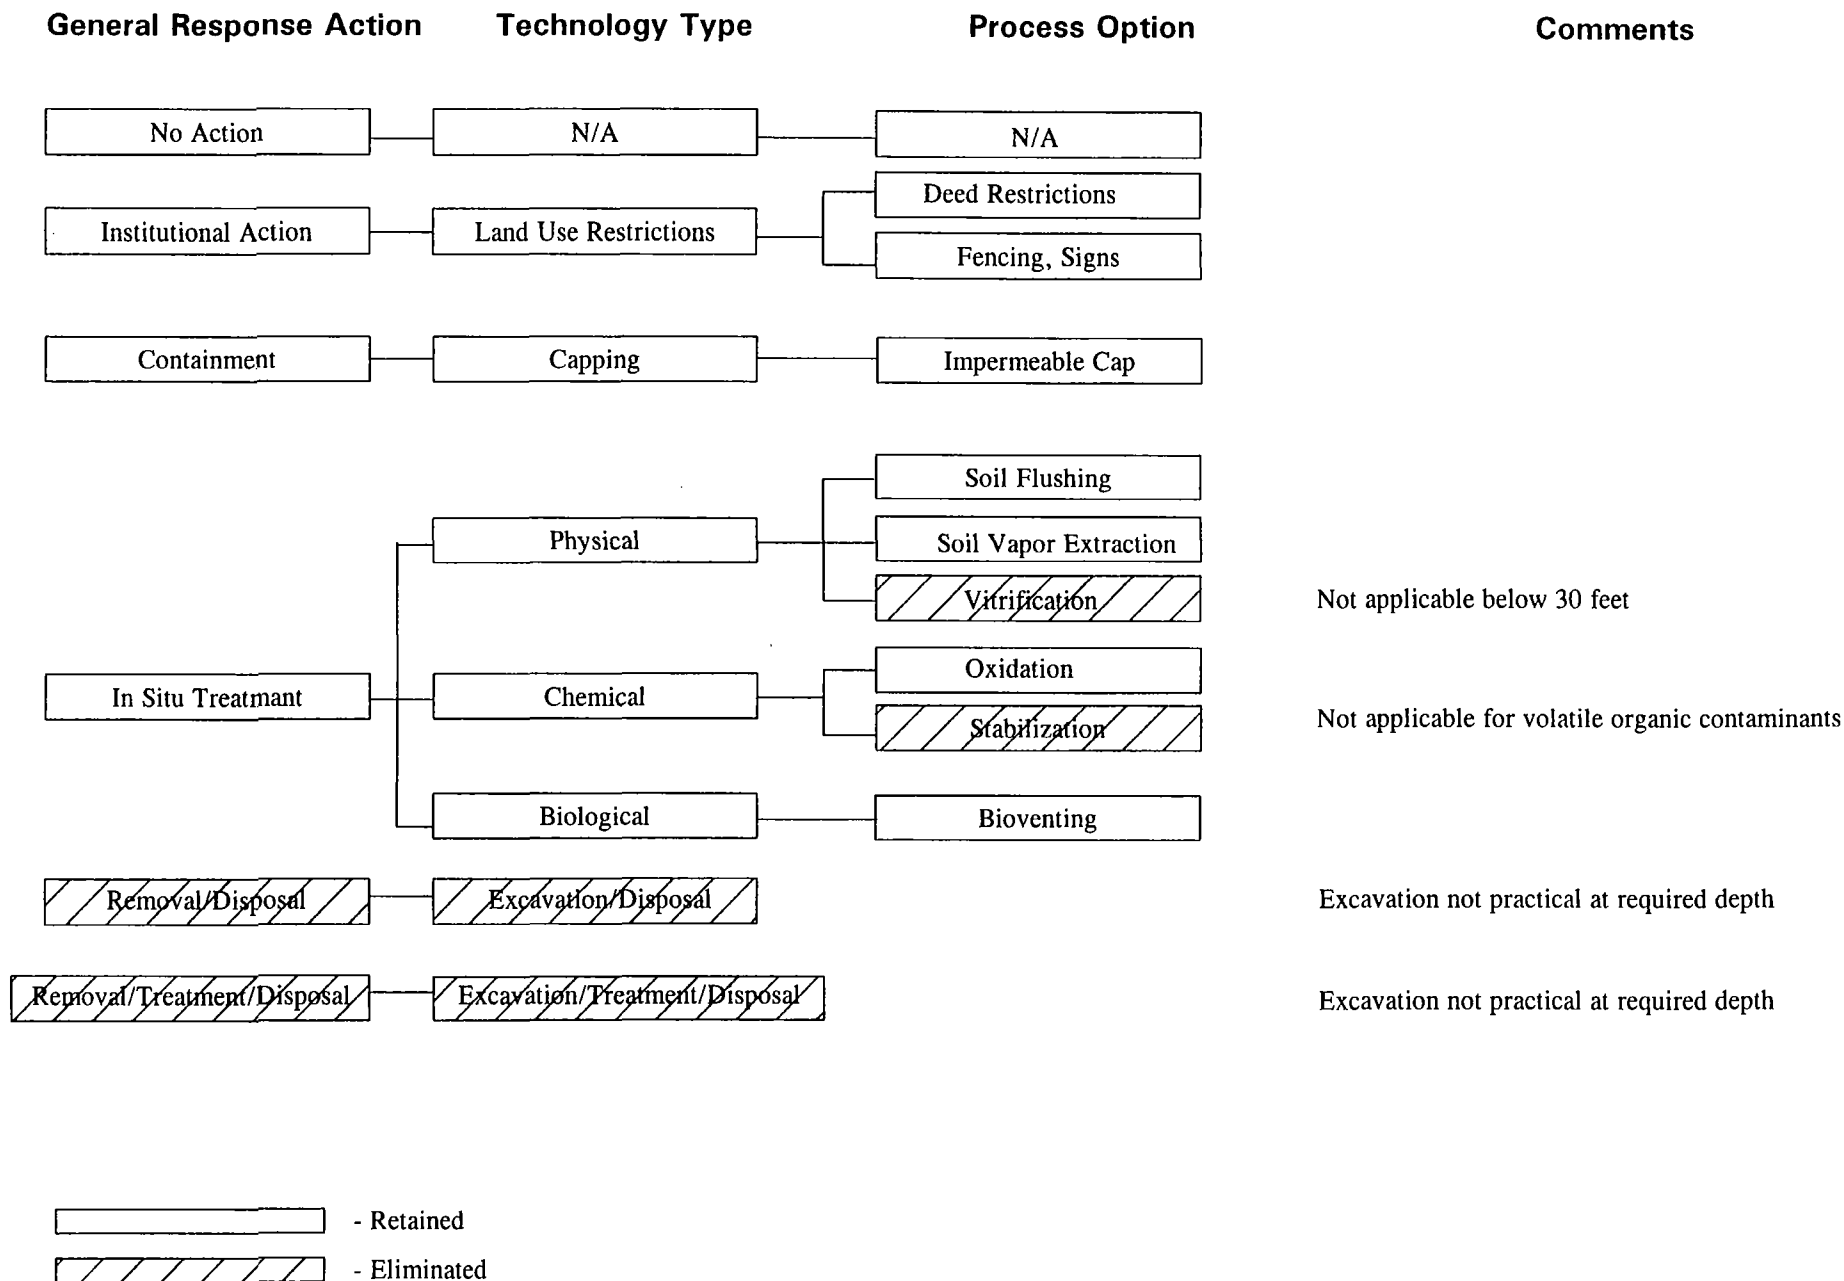 General Response Action Technology Type Process Option Comments
No Action N/A N/A
Deed Restrictions
Institutional Action Land Use Restrictions
Fencing, Signs
Containment Capping Impermeable Cap
Soil Flushing
Physical Soil Vapor Extraction
Vitrification Not applicable below 30 feet
Oxidation
In Situ Treatmant Chemical
Stabilization Not applicable for volatile organic contaminants
Biological Bioventing
Removal/Disposal Excavation/Disposal Excavation not practical at required depth
Removal/Treatment/Disposal Excavation/Treatment/Disposal Excavation not practical at required depth
- Retained
- Eliminated